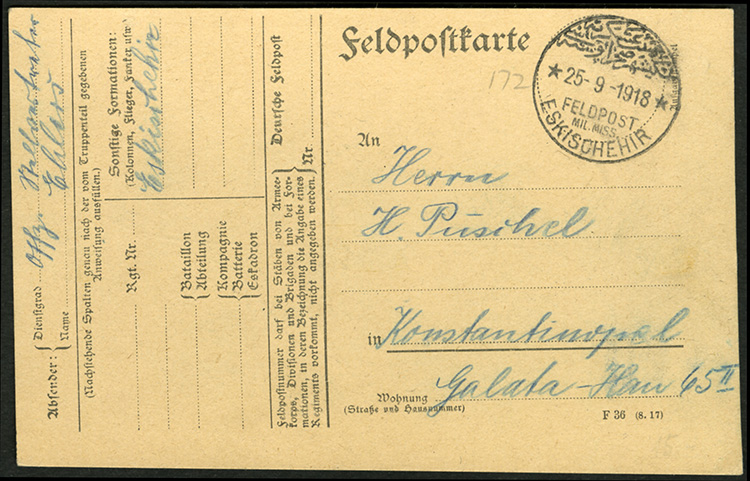 Feldpostkarte
172
★ 25-9-1918 ★
FELDPOST
MIL. MISS.
ESKISCHEHIR
An
Herrn
H. Püschel
in Konstantinopel
Galata-Han 65 II
Wohnung
(Straße und Hausnummer)
F 36 (8. 17)
Absender:
Dienstgrad Offz. Stellvertreter
Name Ehlers
(Nachstehende Spalten genau nach der vom Truppenteil gegebenen
Anweisung ausfüllen.)
Sonstige Formationen:
(Kolonnen, Flieger, Funker usw.)
Eskischehir
Rgt. Nr.
Bataillon
Abteilung
Kompagnie
Batterie
Eskadron
Deutsche Feldpost
Nr.
Feldpostnummer darf bei Stäben von Armee-
korps, Divisionen und Brigaden und bei For-
mationen, in deren Bezeichnung die Angabe eines
Regiments vorkommt, nicht angegeben werden.